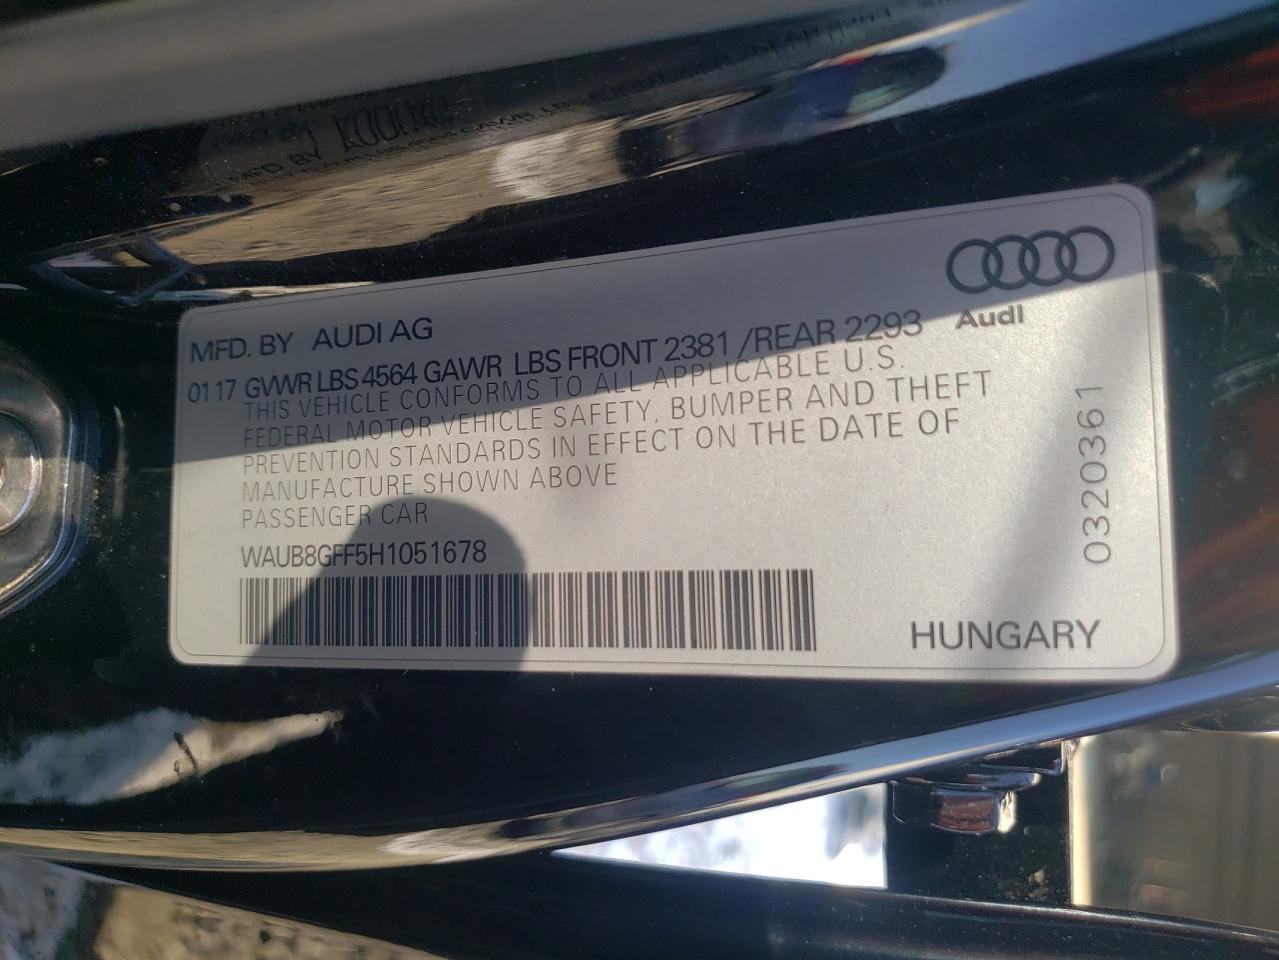 MFD. BY AUDI AG
01 17 GVWR LBS 4564 GAWR LBS FRONT 2381 /REAR 2293
THIS VEHICLE CONFORMS TO ALL APPLICABLE U.S.
FEDERAL MOTOR VEHICLE SAFETY, BUMPER AND THEFT
PREVENTION STANDARDS IN EFFECT ON THE DATE OF
MANUFACTURE SHOWN ABOVE
PASSENGER CAR
WAUB8GFF5H1051678
Audi
0320361
HUNGARY